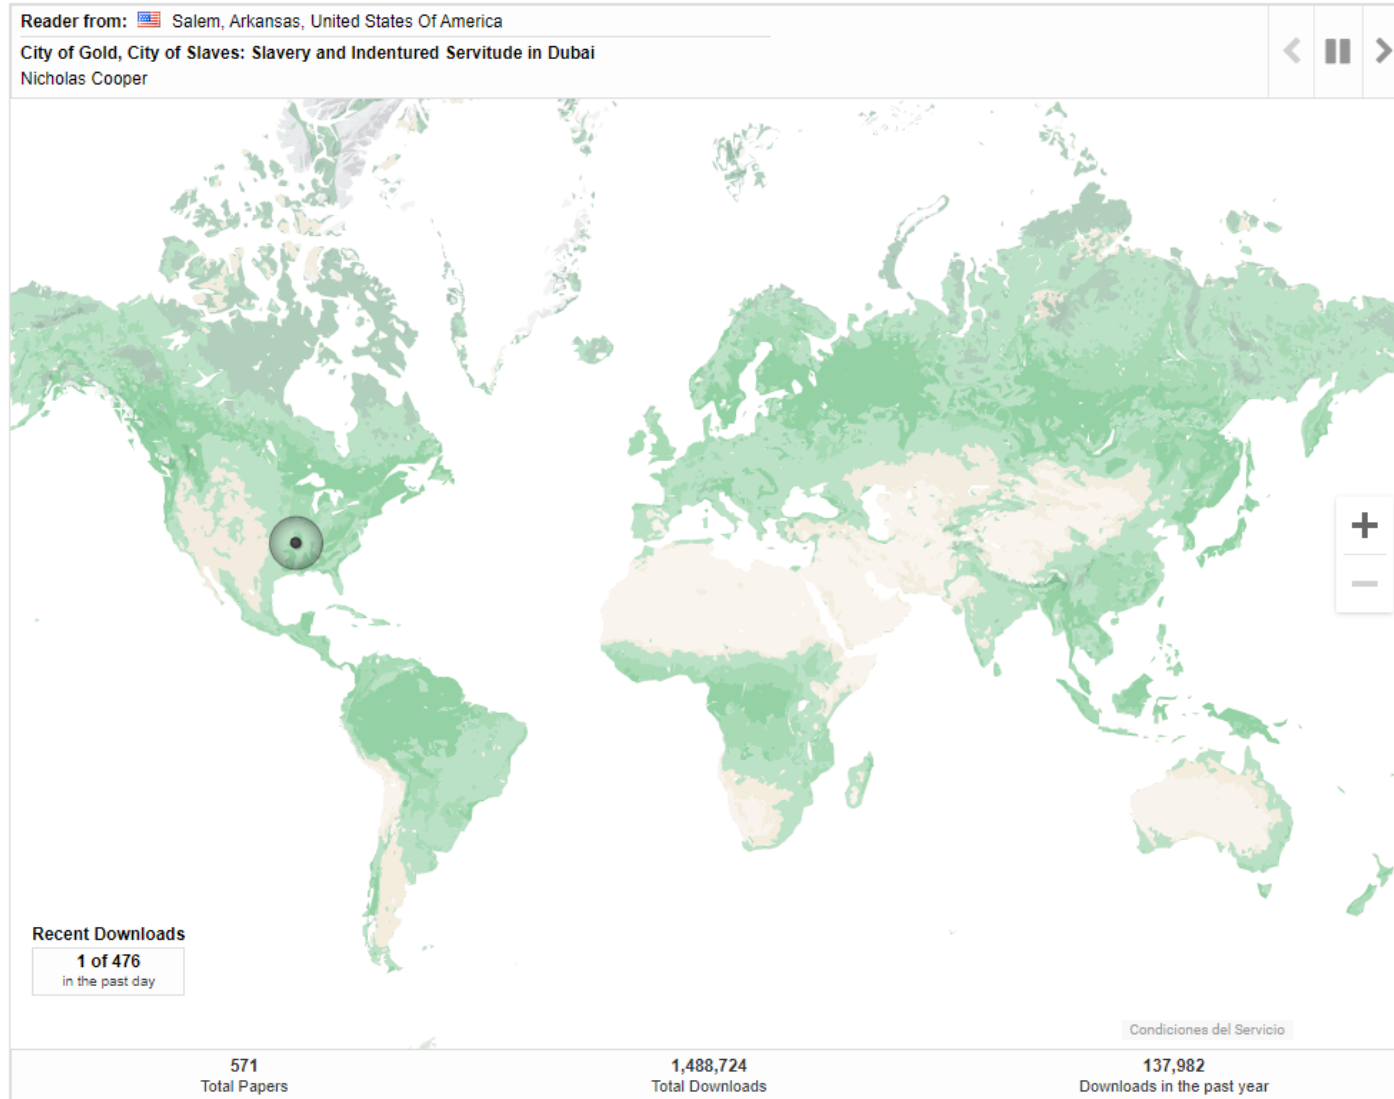 Reader from: Salem, Arkansas, United States Of America
City of Gold, City of Slaves: Slavery and Indentured Servitude in Dubai
Nicholas Cooper
Recent Downloads
1 of 476
in the past day
Condiciones del Servicio
571
Total Papers
1,488,724
Total Downloads
137,982
Downloads in the past year